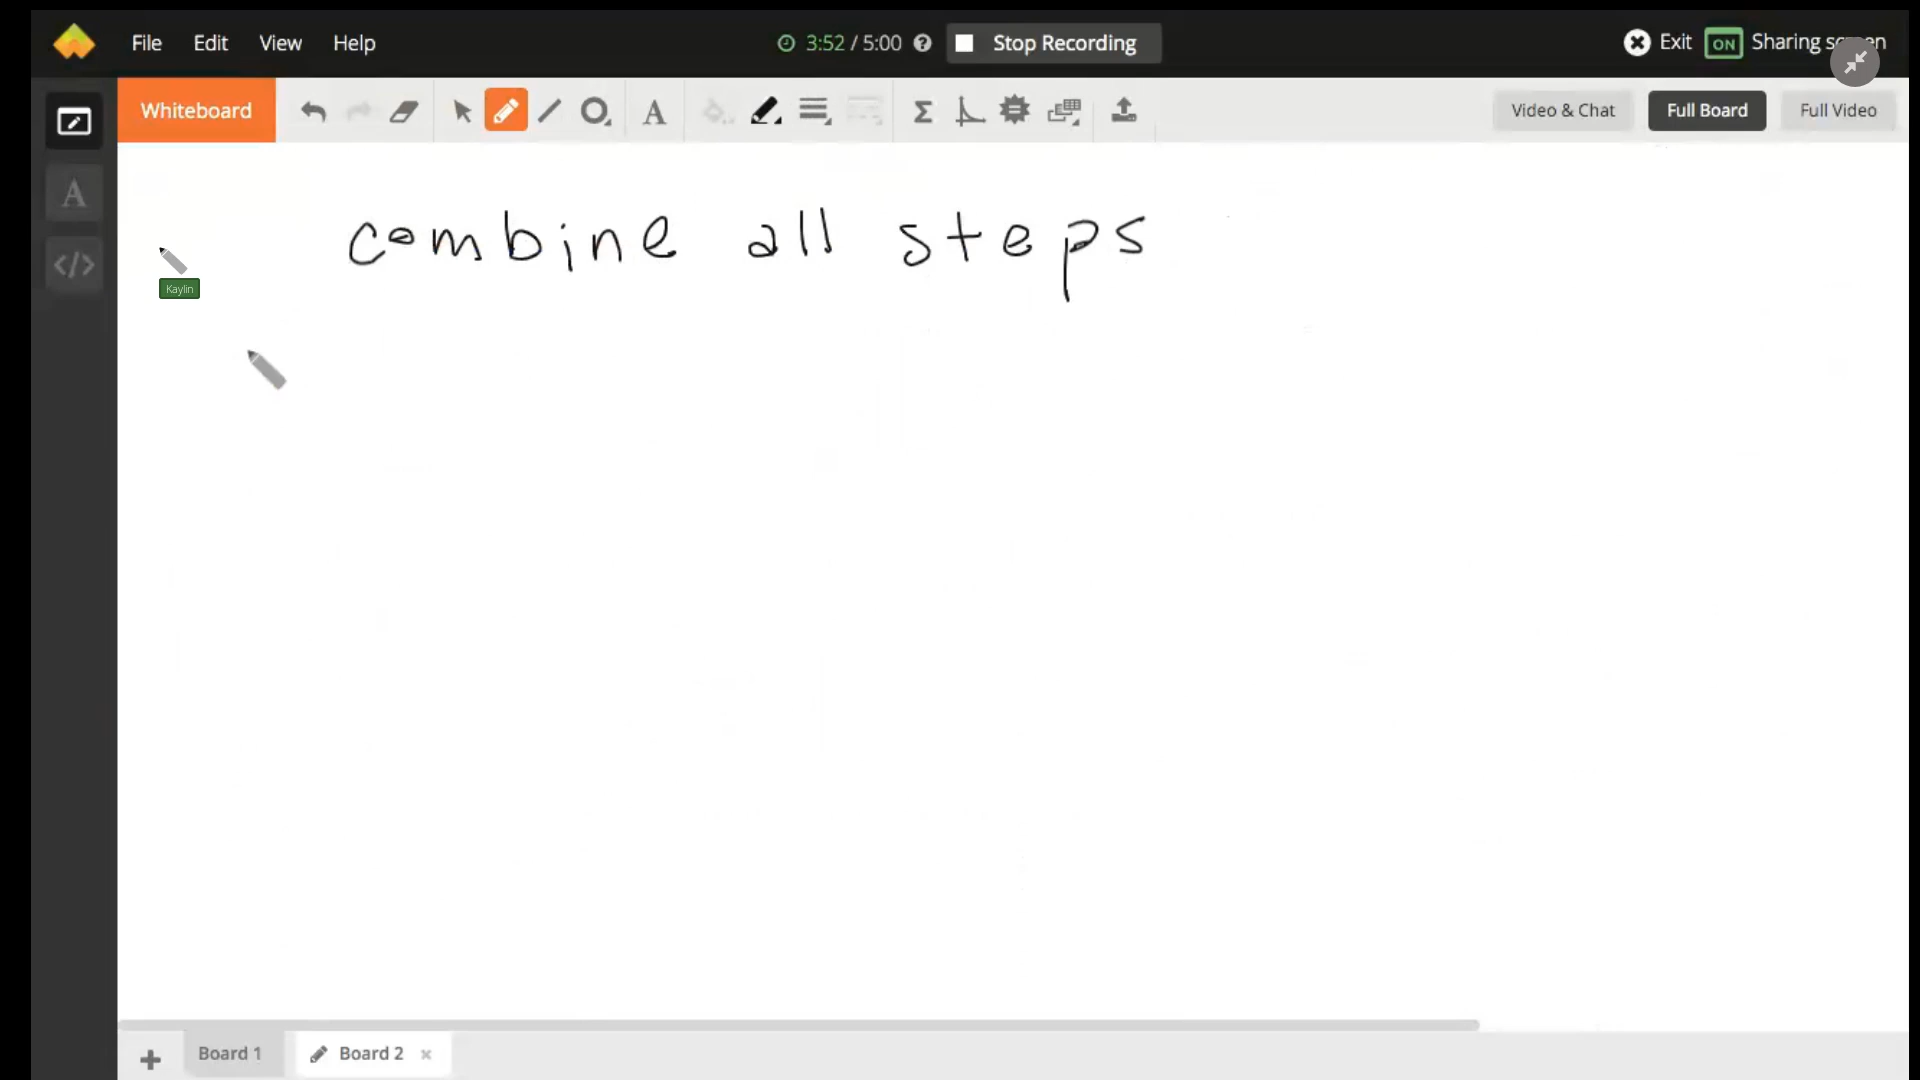 File Edit View Help 3:52 / 5:00 ? Stop Recording Exit ON Sharing
Whiteboard A Σ Video & Chat Full Board Full Video
A
</>
combine all steps
Kaylin
+ Board 1 Board 2 ×